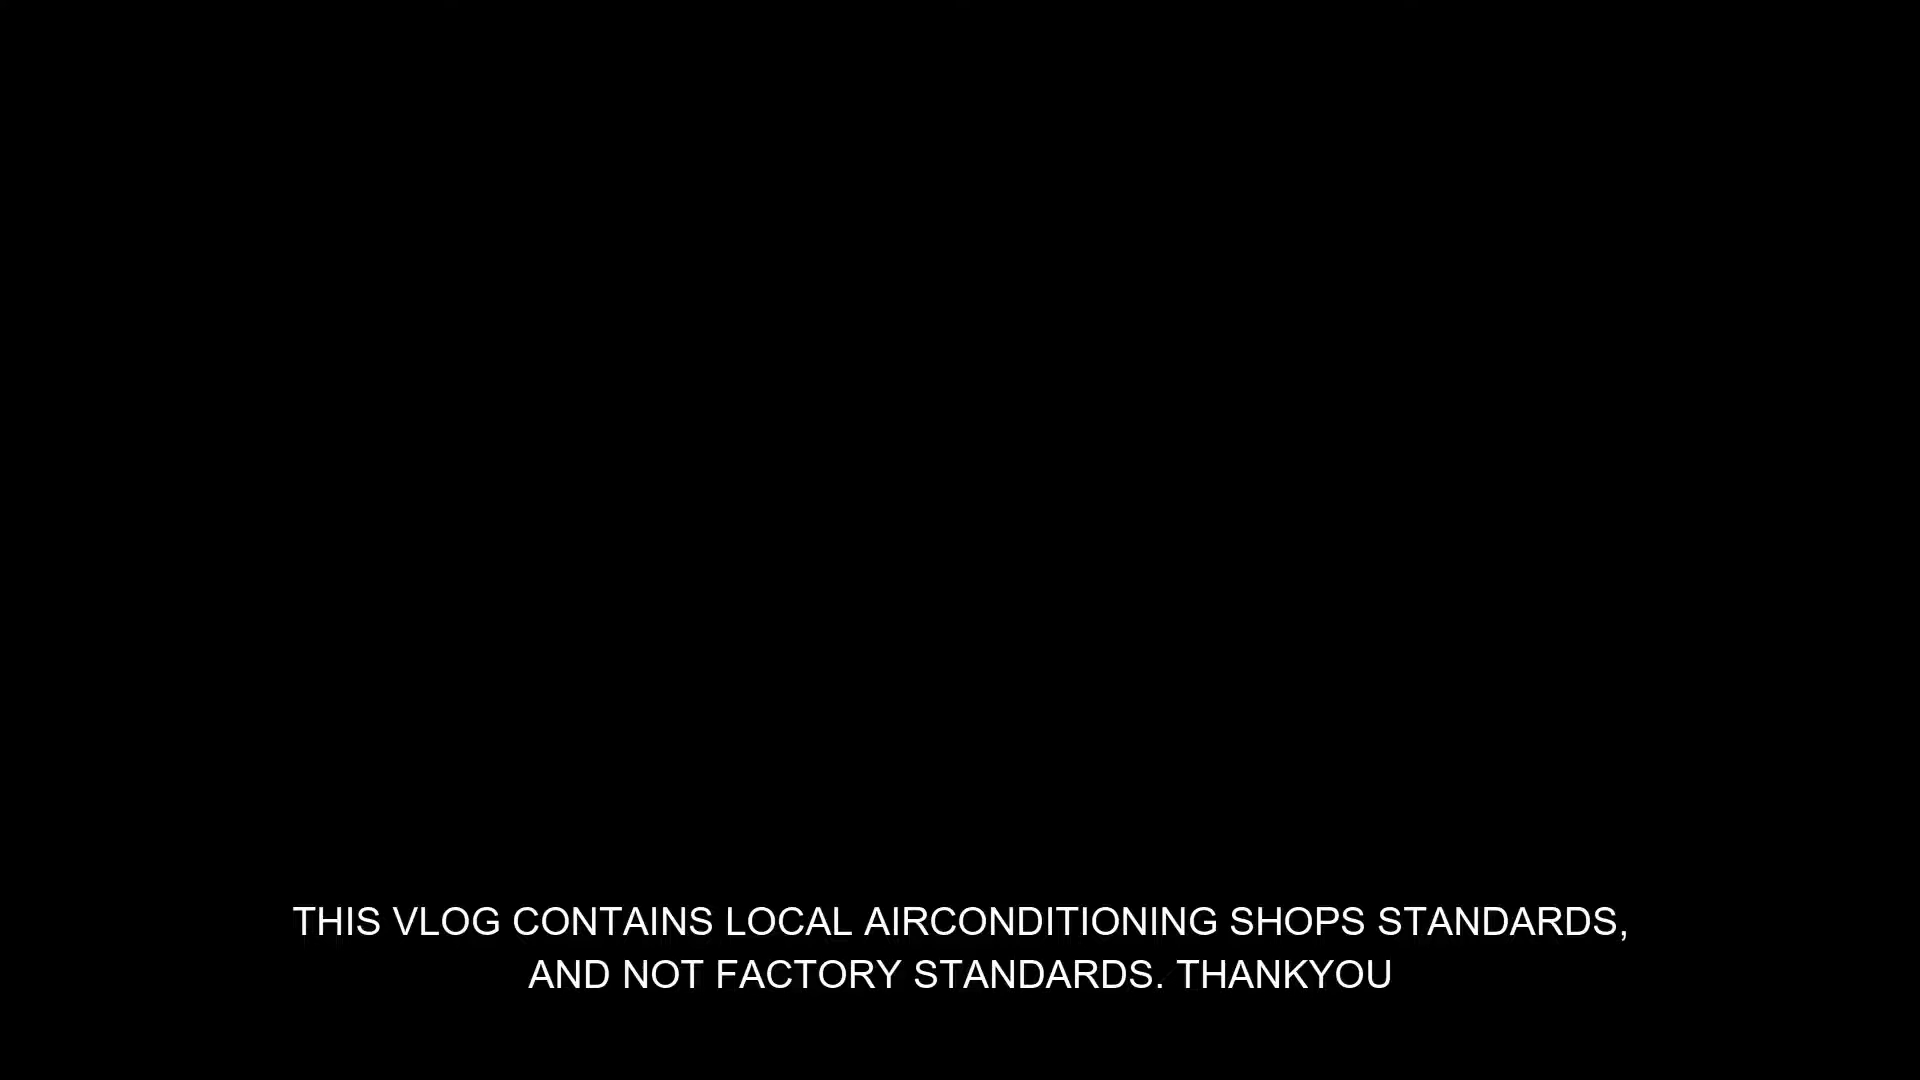 THIS VLOG CONTAINS LOCAL AIRCONDITIONING SHOPS STANDARDS,
AND NOT FACTORY STANDARDS. THANKYOU